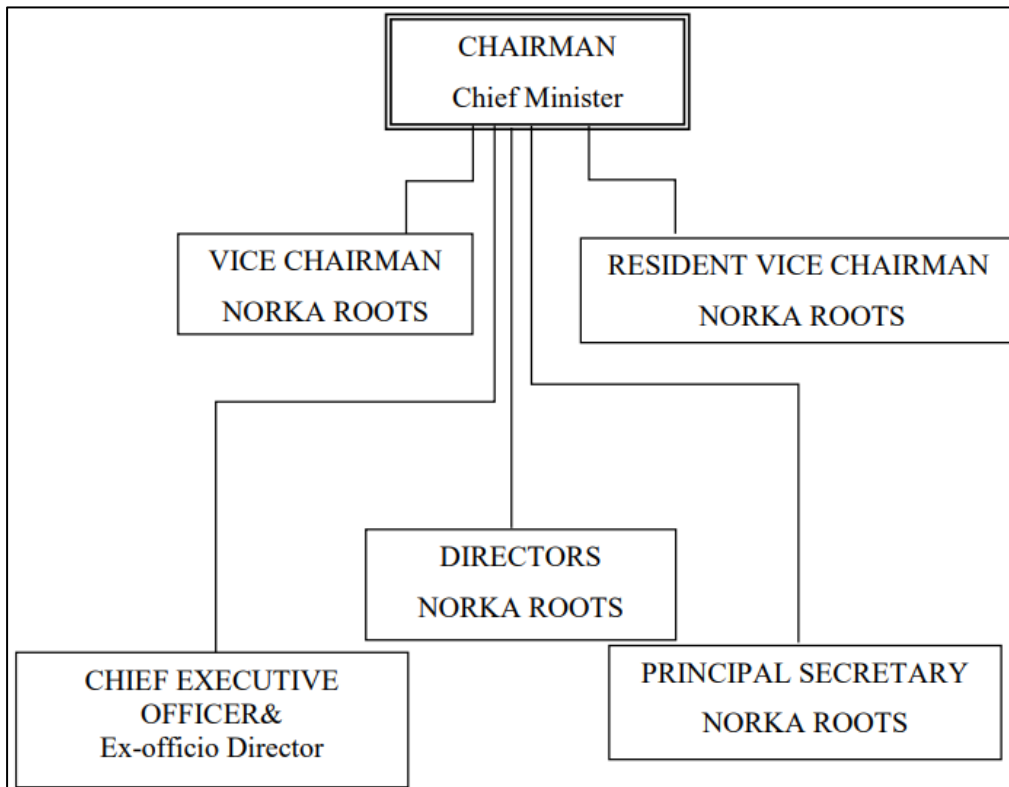 CHAIRMAN
Chief Minister
VICE CHAIRMAN
NORKA ROOTS
RESIDENT VICE CHAIRMAN
NORKA ROOTS
DIRECTORS
NORKA ROOTS
CHIEF EXECUTIVE
OFFICER&
Ex-officio Director
PRINCIPAL SECRETARY
NORKA ROOTS